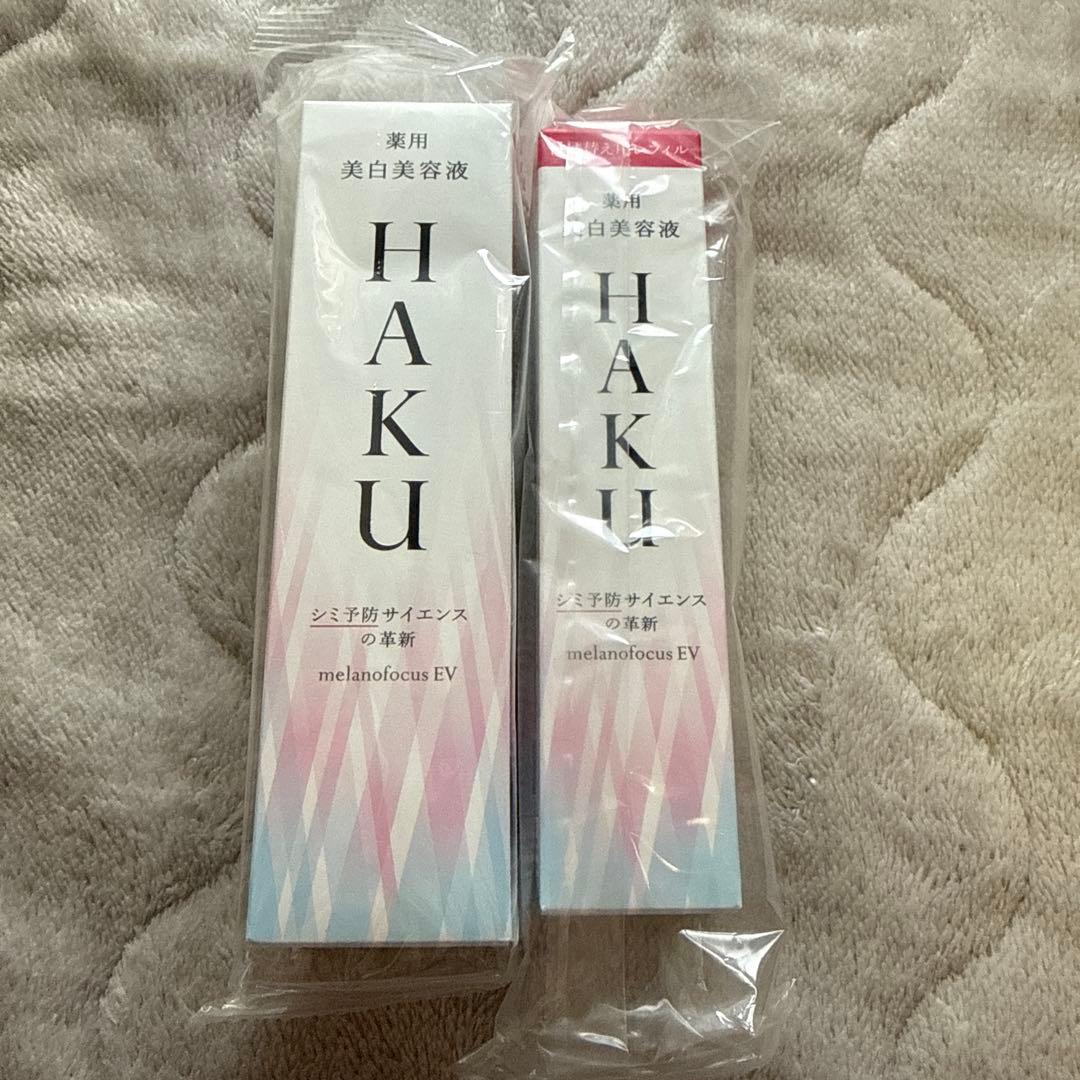 薬用
美白美容液
HAKU
シミ予防サイエンス
の革新
melanofocus EV
薬用
白美容液
HAKU
シミ予防サイエンス
の革新
melanofocus EV